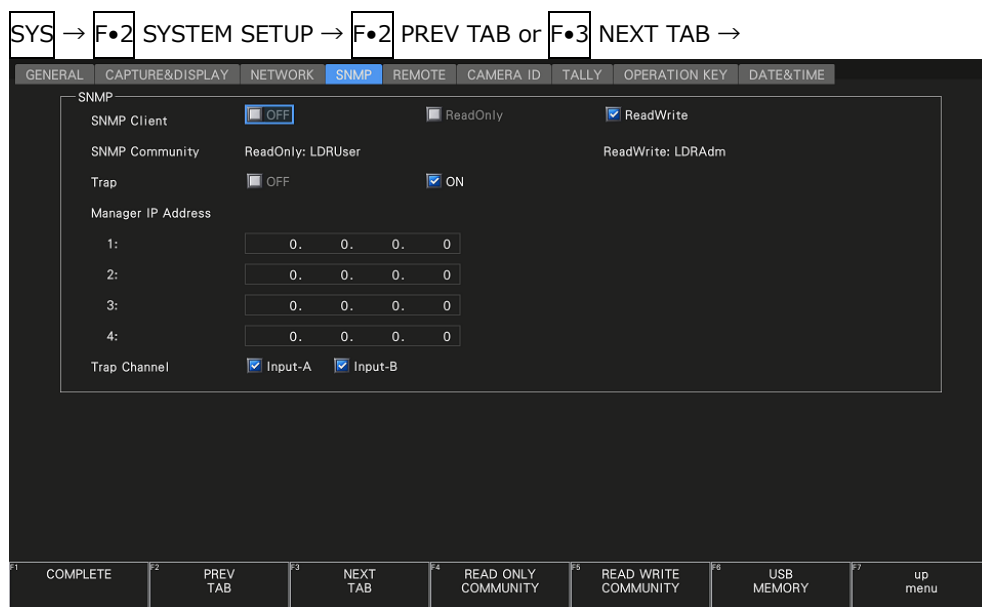 SYS → F•2 SYSTEM SETUP → F•2 PREV TAB or F•3 NEXT TAB →
GENERAL CAPTURE&DISPLAY NETWORK SNMP REMOTE CAMERA ID TALLY OPERATION KEY DATE&TIME
SNMP
SNMP Client OFF ReadOnly ReadWrite
SNMP Community ReadOnly: LDRUser ReadWrite: LDRAdm
Trap OFF ON
Manager IP Address
1: 0. 0. 0. 0
2: 0. 0. 0. 0
3: 0. 0. 0. 0
4: 0. 0. 0. 0
Trap Channel Input-A Input-B
F1 COMPLETE F2 PREV TAB F3 NEXT TAB F4 READ ONLY COMMUNITY F5 READ WRITE COMMUNITY F6 USB MEMORY F7 up menu